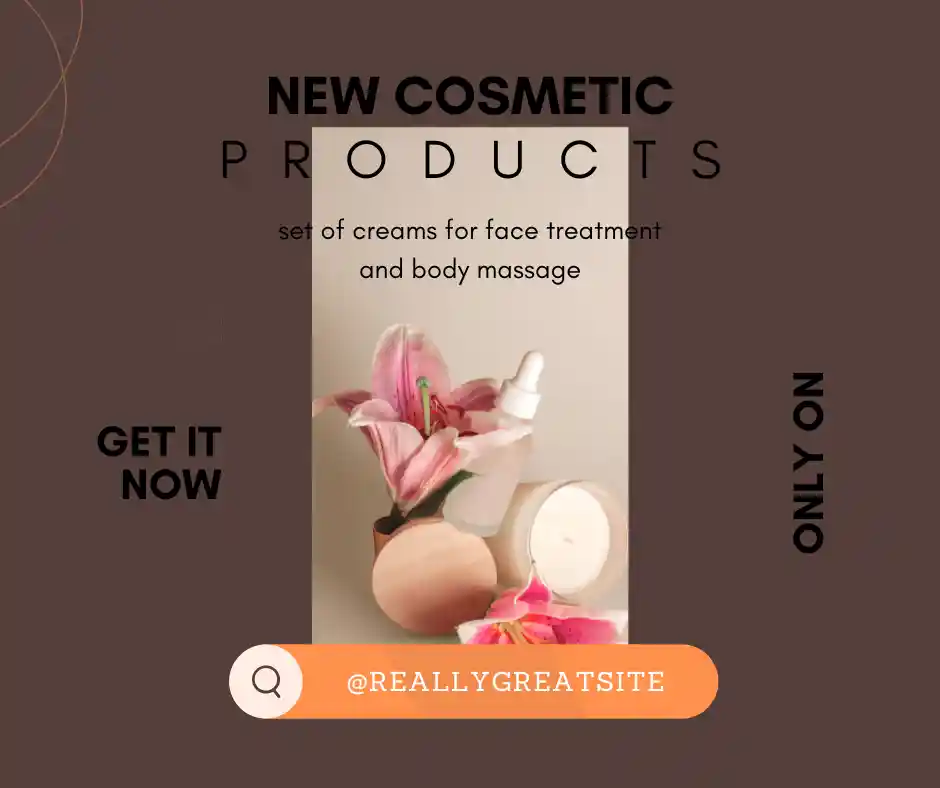 NEW COSMETIC
PRODUCTS
set of creams for face treatment
and body massage
GET IT
NOW
ONLY ON
@REALLYGREATSITE